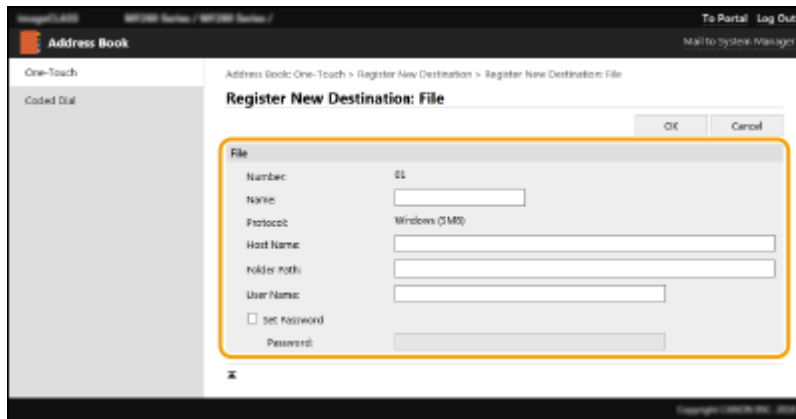 To Portal Log Out
Address Book
Mail to System Manager
One-Touch
Coded Dial
Address Book: One-Touch > Register New Destination > Register New Destination: File
Register New Destination: File
OK Cancel
File
Number: 01
Name:
Protocol: Windows (SMB)
Host Name:
Folder Path:
User Name:
Set Password
Password: